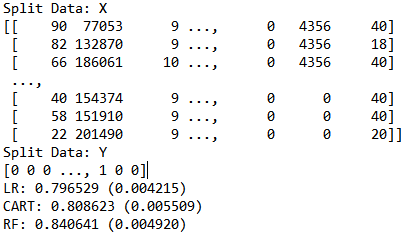 Split Data: X
[[    90  77053      9 ...,      0   4356     40]
 [    82 132870      9 ...,      0   4356     18]
 [    66 186061     10 ...,      0   4356     40]
 ...,
 [    40 154374      9 ...,      0      0     40]
 [    58 151910      9 ...,      0      0     40]
 [    22 201490      9 ...,      0      0     20]]
Split Data: Y
[0 0 0 ..., 1 0 0]
LR: 0.796529 (0.004215)
CART: 0.808623 (0.005509)
RF: 0.840641 (0.004920)